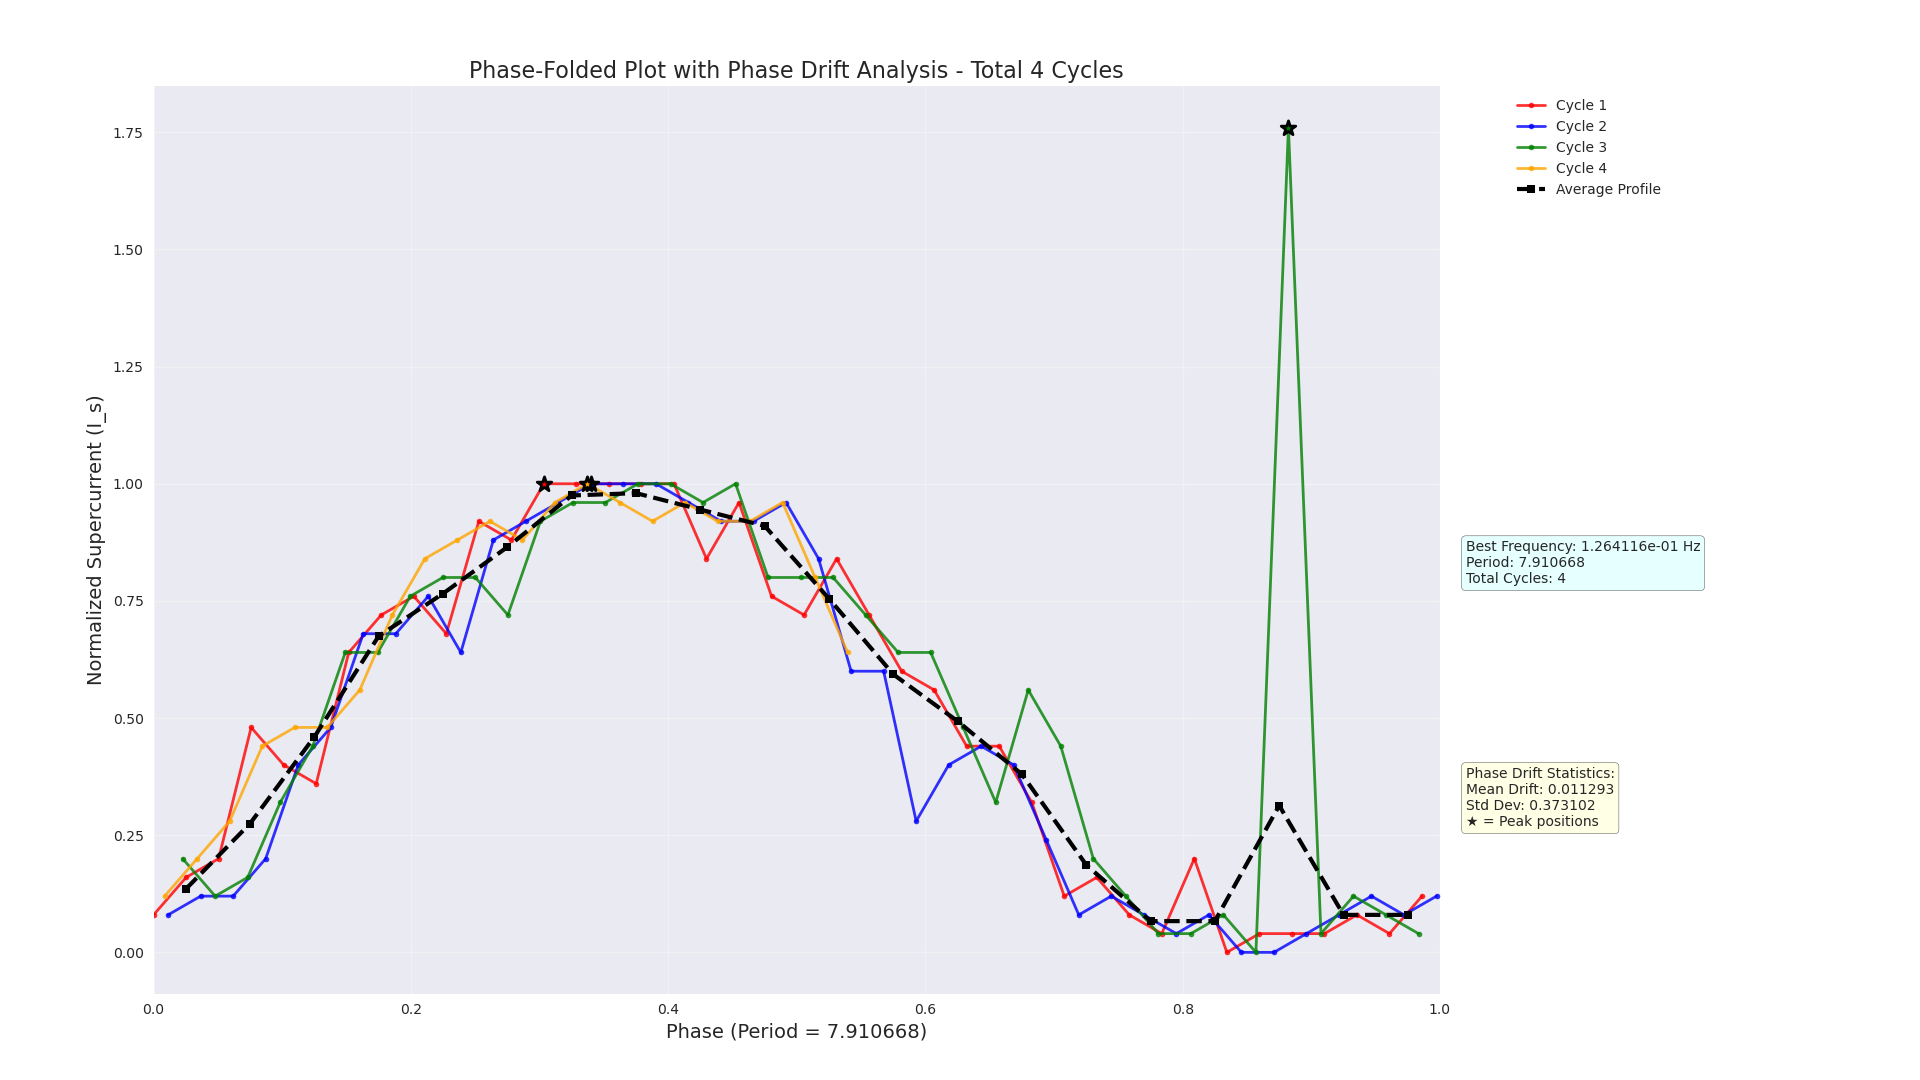 Phase-Folded Plot with Phase Drift Analysis - Total 4 Cycles
Normalized Supercurrent (I_s)
1.75
1.50
1.25
1.00
0.75
0.50
0.25
0.00
0.0
0.2
0.4
0.6
0.8
1.0
Phase (Period = 7.910668)
Cycle 1
Cycle 2
Cycle 3
Cycle 4
Average Profile
Best Frequency: 1.264116e-01 Hz
Period: 7.910668
Total Cycles: 4
Phase Drift Statistics:
Mean Drift: 0.011293
Std Dev: 0.373102
★ = Peak positions